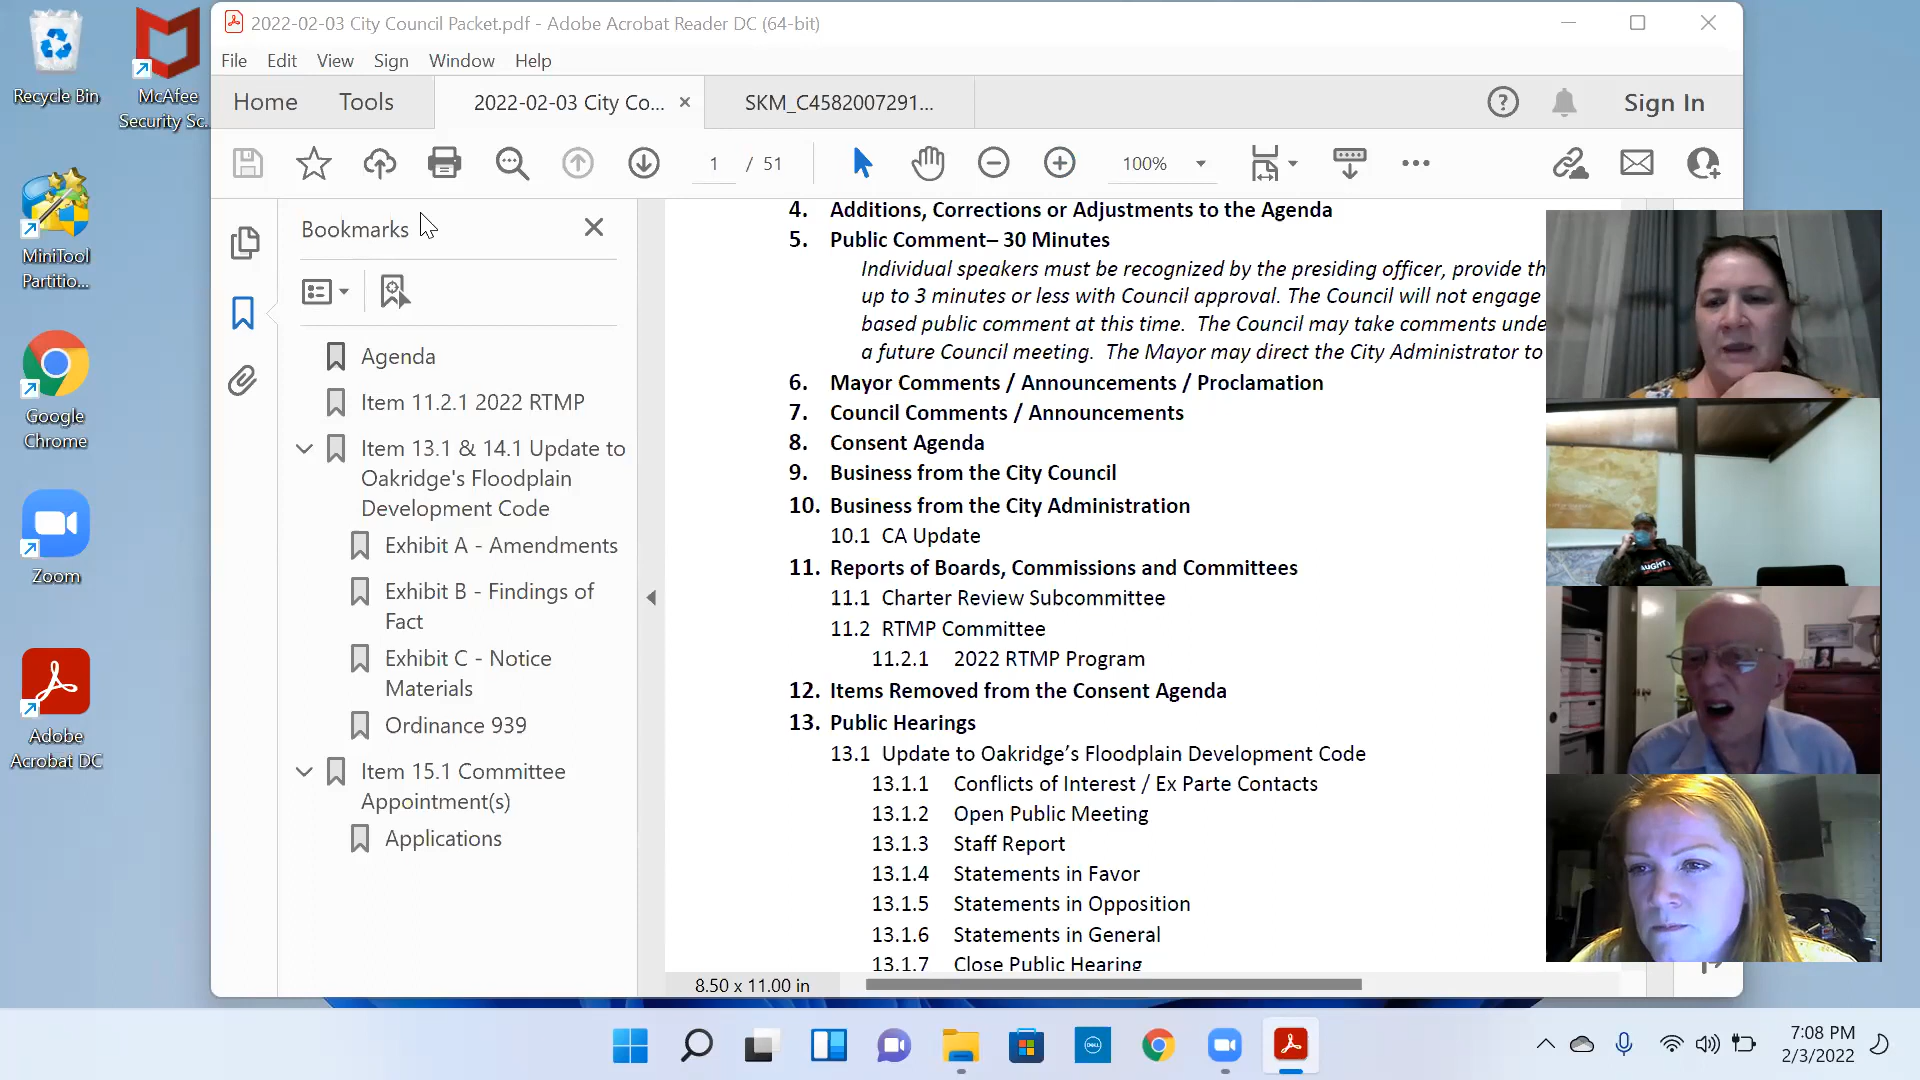 Recycle Bin
McAfee
Security Sc...
MiniTool
Partitio...
Google
Chrome
Zoom
Adobe
Acrobat DC
2022-02-03 City Council Packet.pdf - Adobe Acrobat Reader DC (64-bit)
File Edit View Sign Window Help
Home Tools 2022-02-03 City Co... SKM_C4582007291... Sign In
1 / 51 100%
Bookmarks
Agenda
Item 11.2.1 2022 RTMP
Item 13.1 & 14.1 Update to
Oakridge's Floodplain
Development Code
Exhibit A - Amendments
Exhibit B - Findings of
Fact
Exhibit C - Notice
Materials
Ordinance 939
Item 15.1 Committee
Appointment(s)
Applications
4. Additions, Corrections or Adjustments to the Agenda
5. Public Comment– 30 Minutes
Individual speakers must be recognized by the presiding officer, provide th
up to 3 minutes or less with Council approval. The Council will not engage
based public comment at this time. The Council may take comments unde
a future Council meeting. The Mayor may direct the City Administrator to
6. Mayor Comments / Announcements / Proclamation
7. Council Comments / Announcements
8. Consent Agenda
9. Business from the City Council
10. Business from the City Administration
10.1 CA Update
11. Reports of Boards, Commissions and Committees
11.1 Charter Review Subcommittee
11.2 RTMP Committee
11.2.1 2022 RTMP Program
12. Items Removed from the Consent Agenda
13. Public Hearings
13.1 Update to Oakridge’s Floodplain Development Code
13.1.1 Conflicts of Interest / Ex Parte Contacts
13.1.2 Open Public Meeting
13.1.3 Staff Report
13.1.4 Statements in Favor
13.1.5 Statements in Opposition
13.1.6 Statements in General
13.1.7 Close Public Hearing
8.50 x 11.00 in
DELL
7:08 PM
2/3/2022